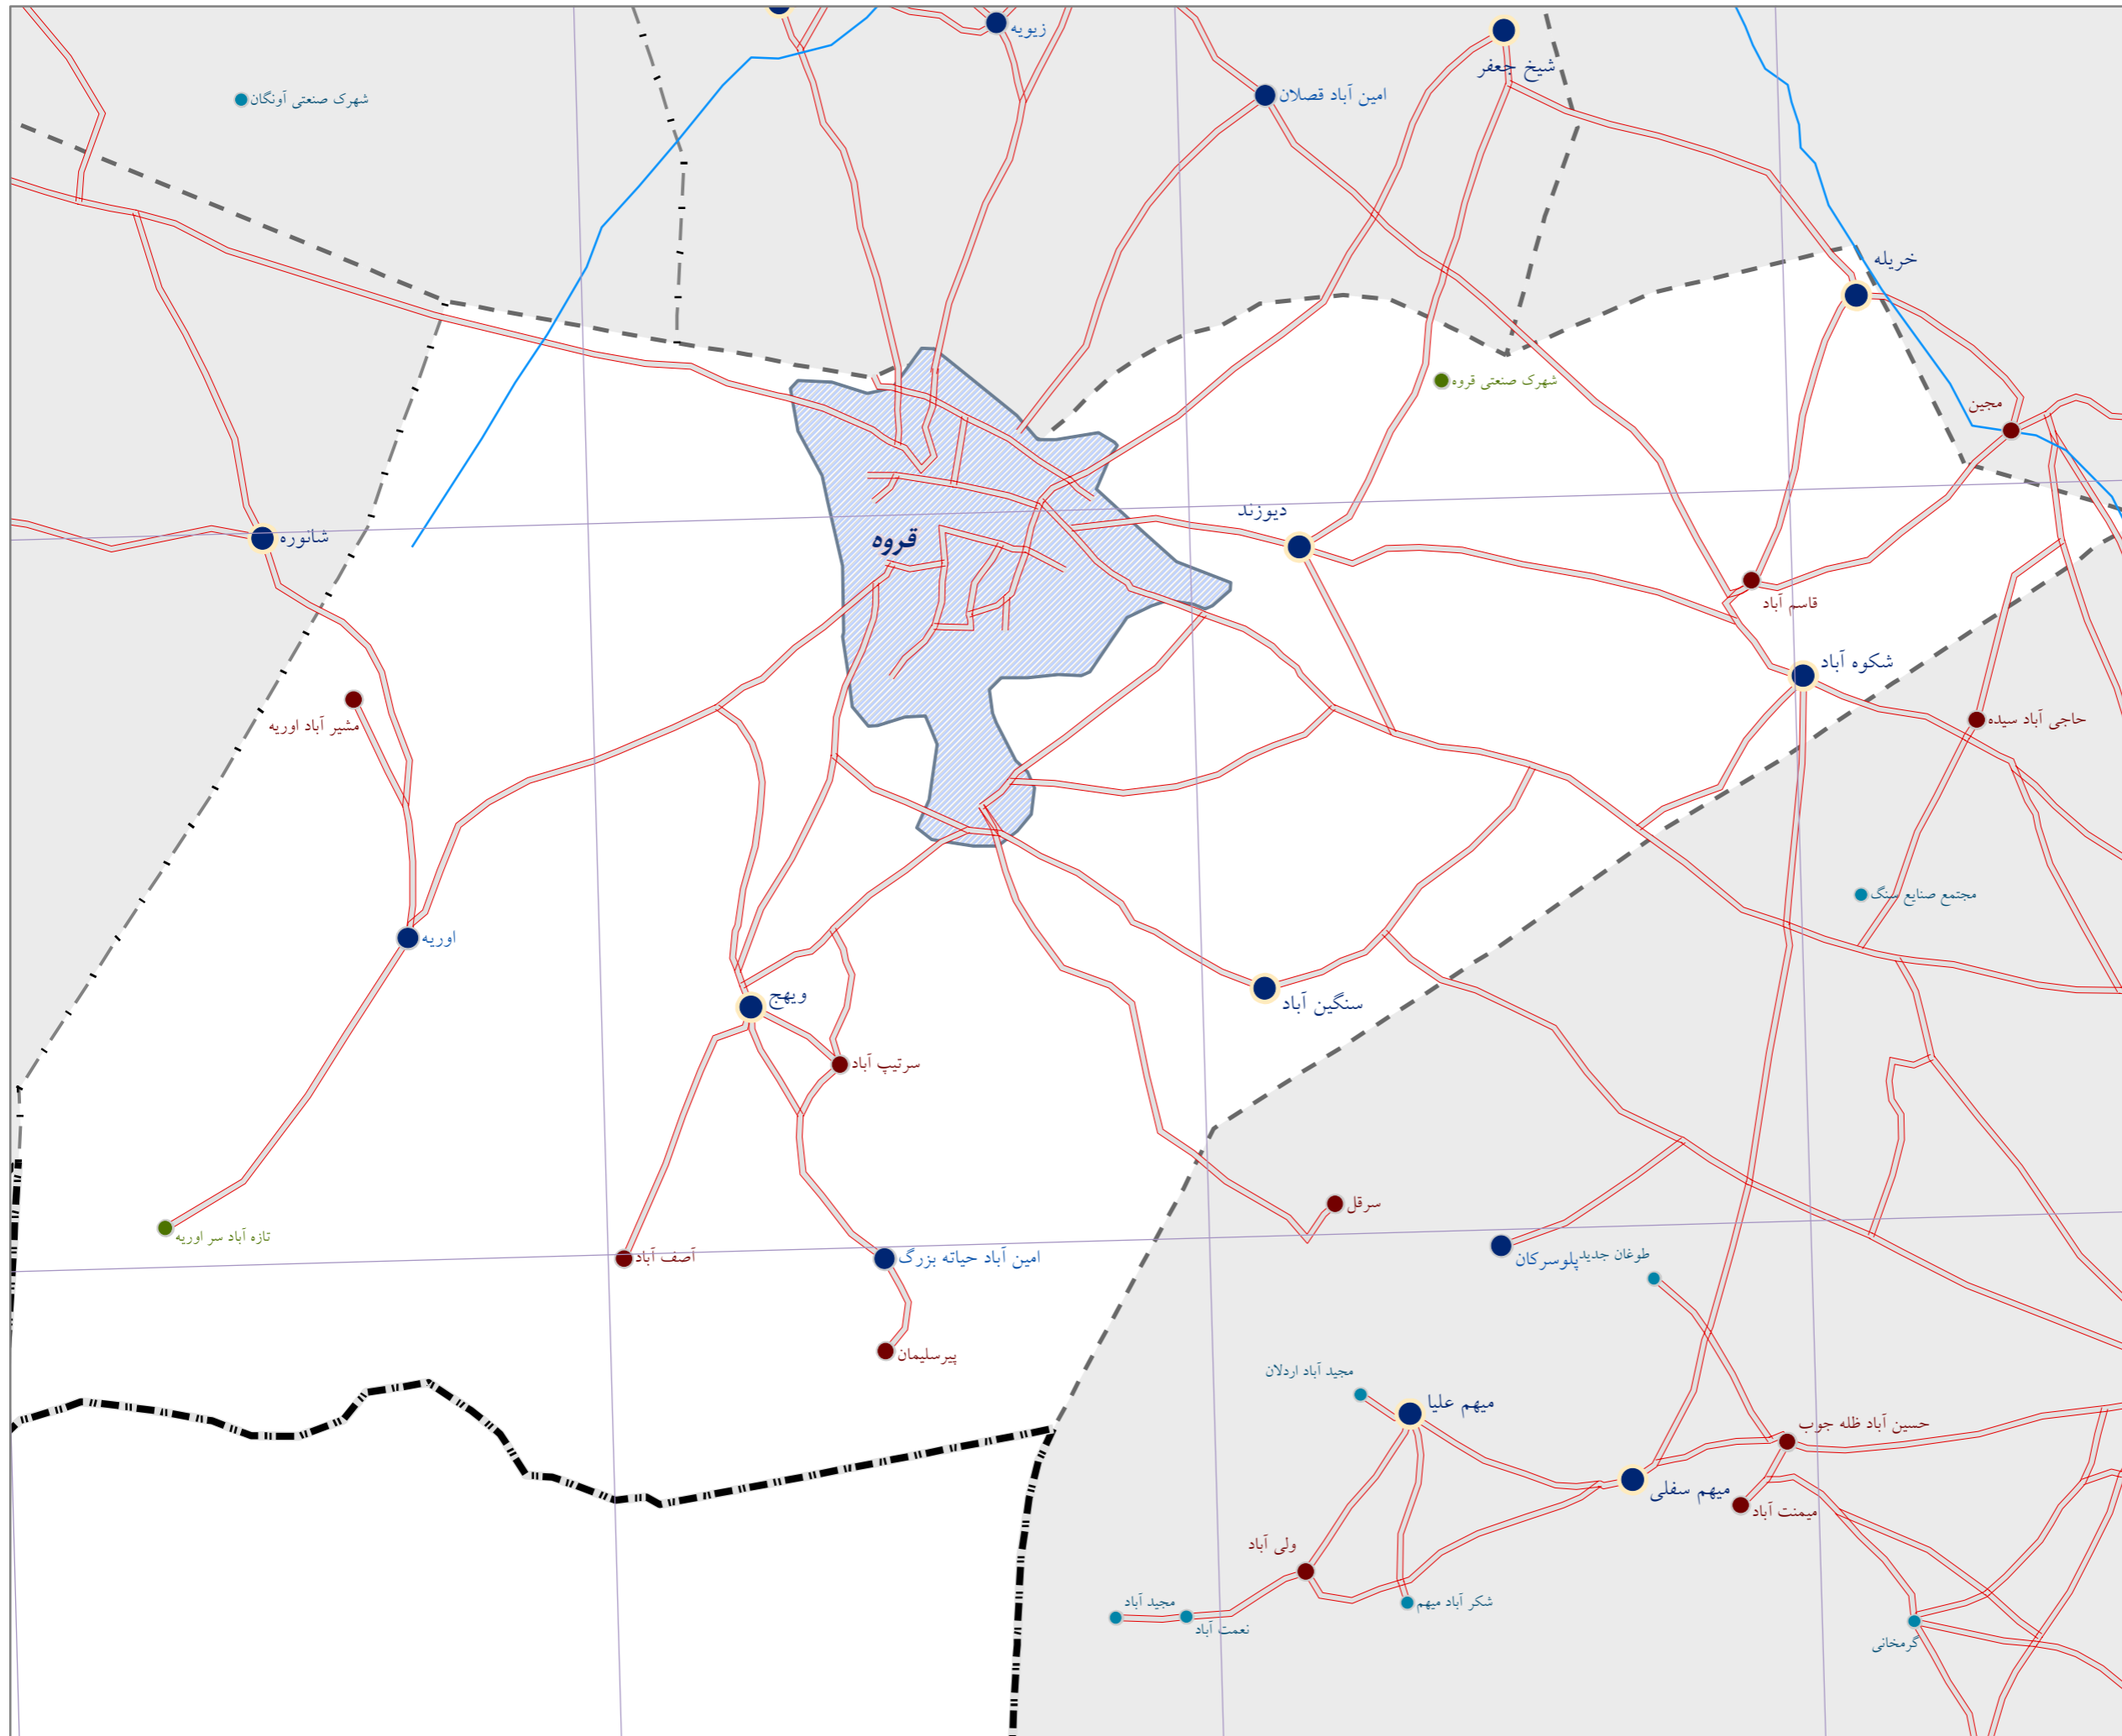 زیویه
شیخ جعفر
امین آباد قصلان
شهرک صنعتی آونگان
خریله
شهرک صنعتی قروه
مجین
دیوزند
شانوره
قروه
قاسم آباد
شکوه آباد
حاجی آباد سیده
مشیر آباد اوریه
مجتمع صنایع سنگ
اوریه
ویهج
سنگین آباد
سرتیپ آباد
سرقل
تازه آباد سر اوریه
آصف آباد
امین آباد حیاته بزرگ
پلوسرکان
طوغان جدید
پیرسلیمان
مجید آباد اردلان
میهم علیا
حسین آباد ظله جوب
میهم سفلی
میمنت آباد
ولی آباد
مجید آباد
شکر آباد میهم
نعمت آباد
گرمخانی